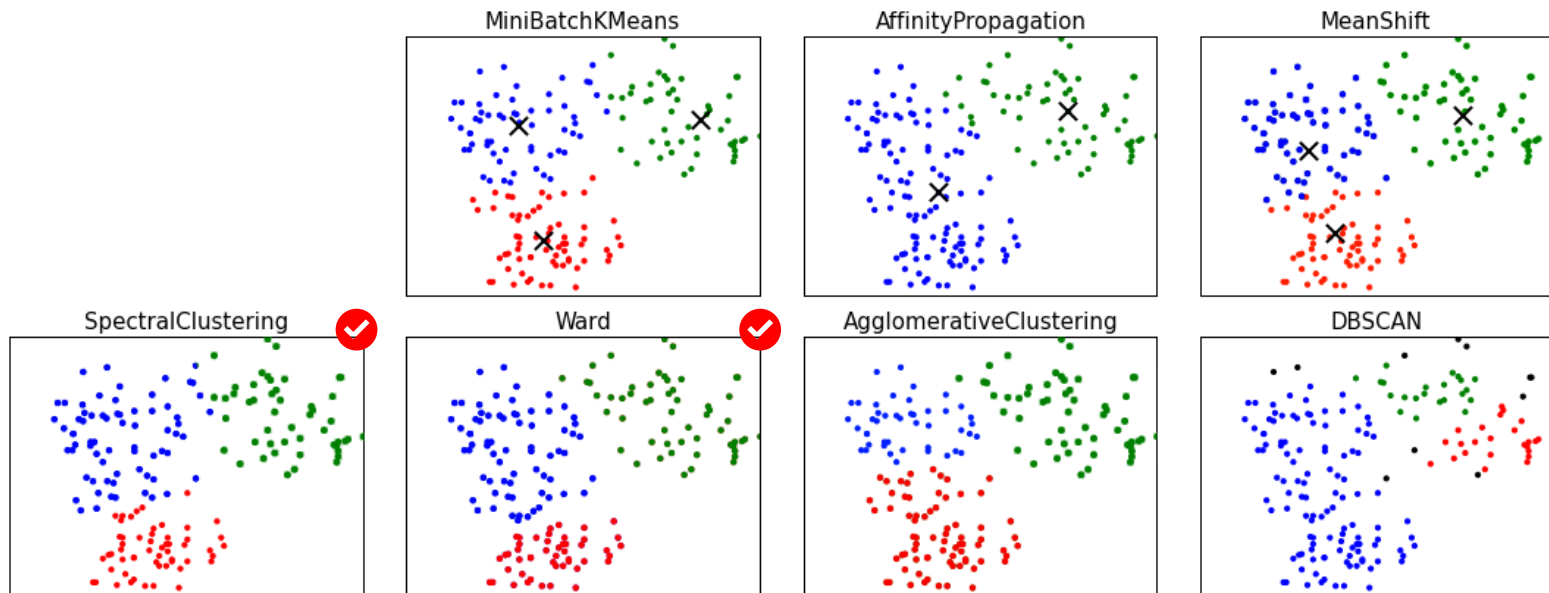 MiniBatchKMeans
AffinityPropagation
MeanShift
SpectralClustering
Ward
AgglomerativeClustering
DBSCAN